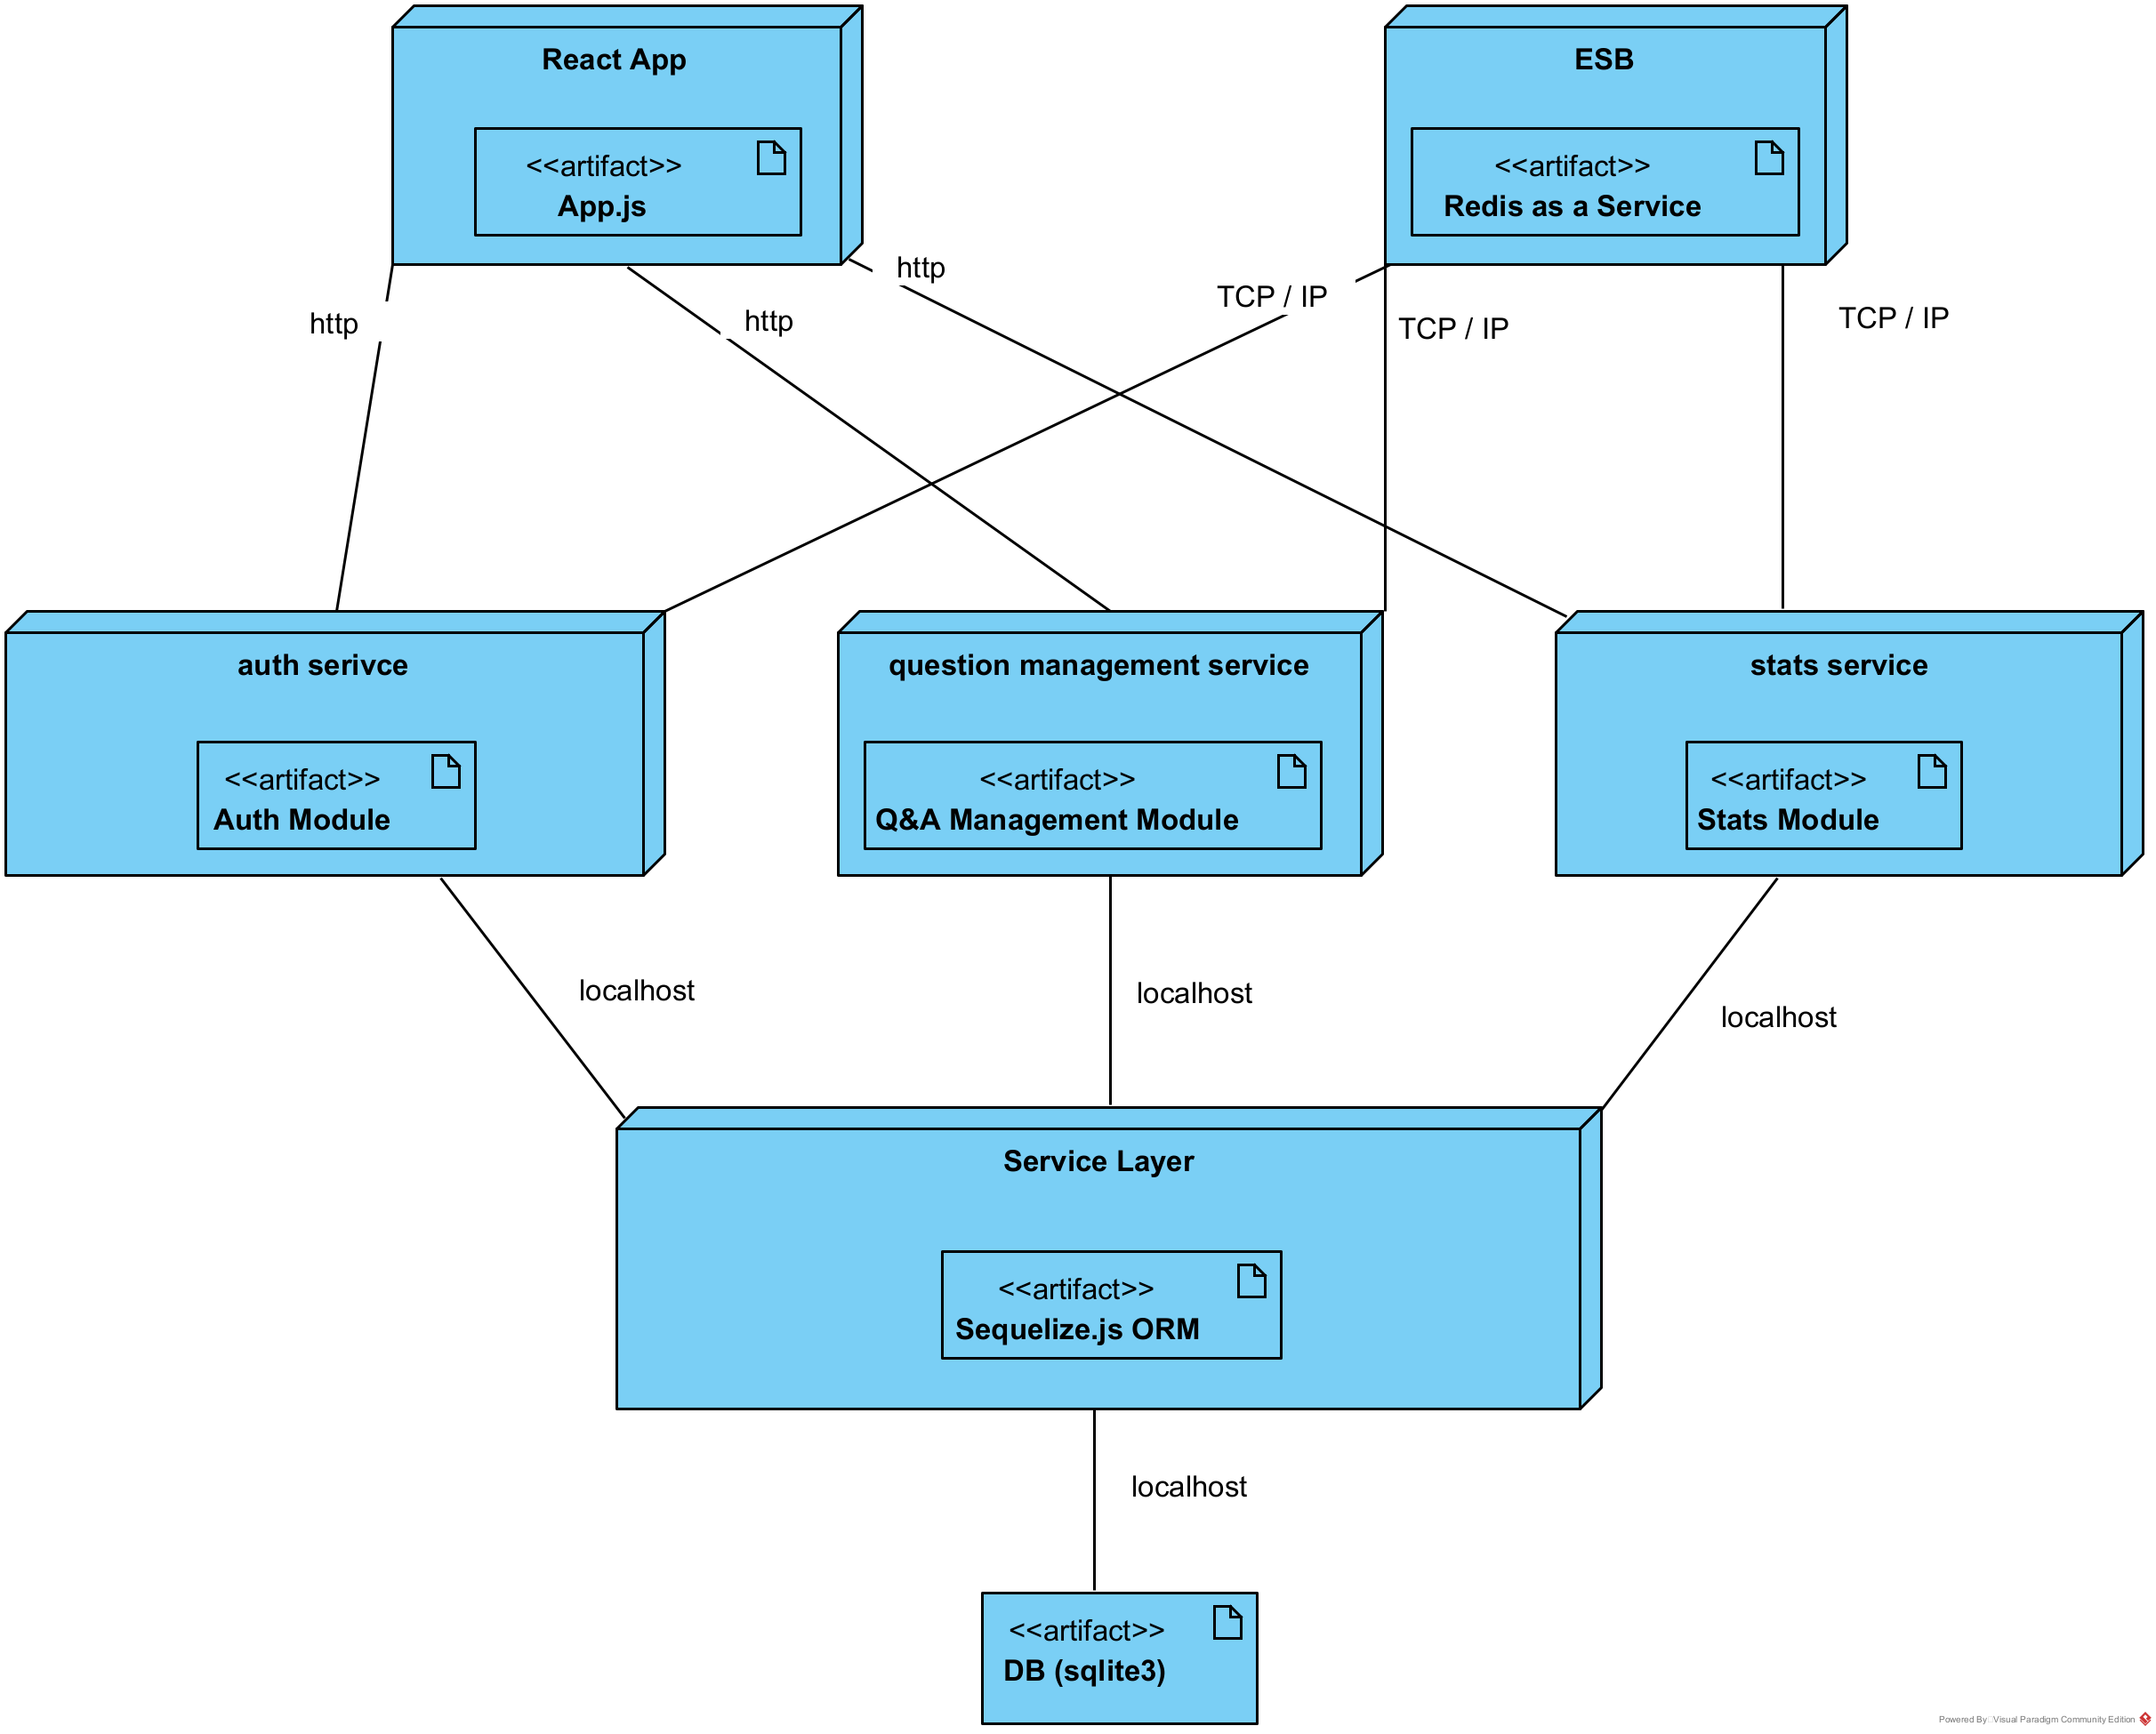 React App
<<artifact>>
App.js
ESB
<<artifact>>
Redis as a Service
http
http
http
TCP / IP
TCP / IP
TCP / IP
auth serivce
<<artifact>>
Auth Module
question management service
<<artifact>>
Q&A Management Module
stats service
<<artifact>>
Stats Module
localhost
localhost
localhost
Service Layer
<<artifact>>
Sequelize.js ORM
localhost
<<artifact>>
DB (sqlite3)
Powered By Visual Paradigm Community Edition